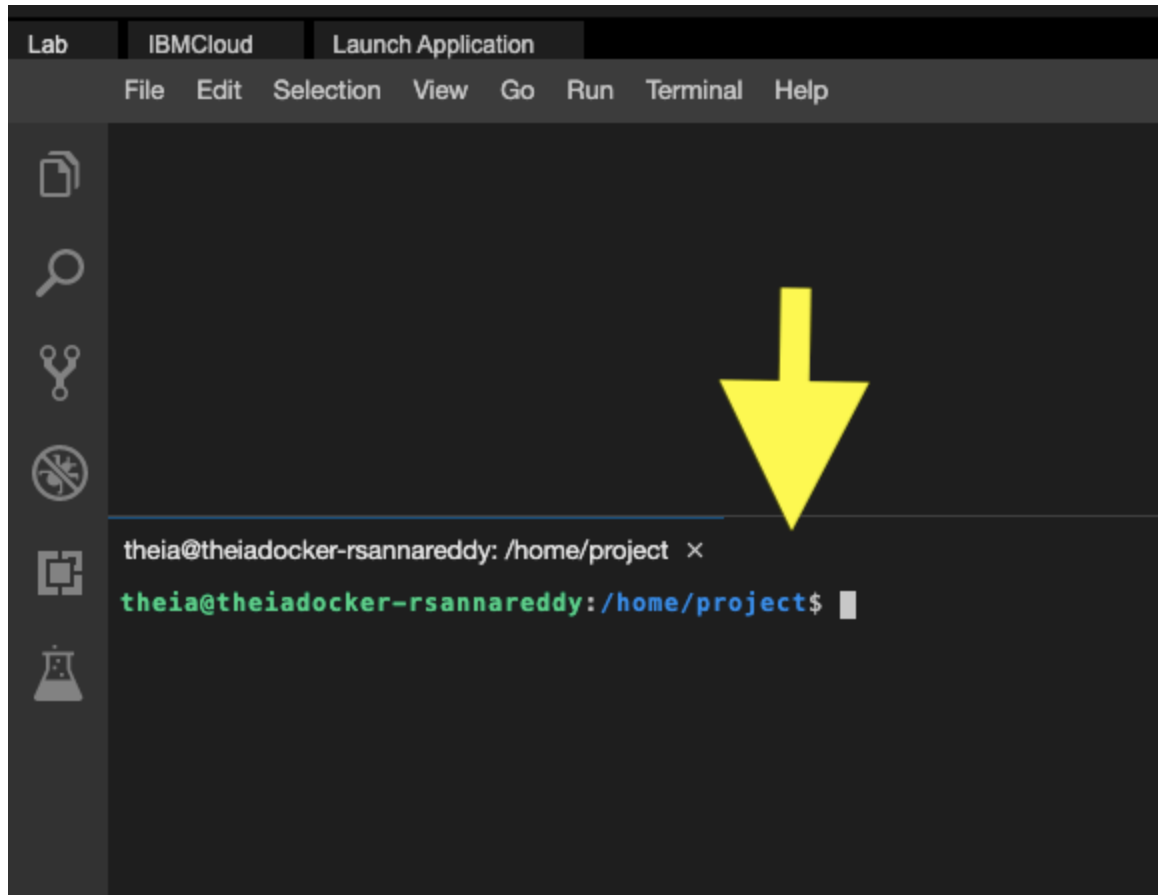 Lab IBMCloud Launch Application
File Edit Selection View Go Run Terminal Help
theia@theiadocker-rsannareddy: /home/project ×
theia@theiadocker-rsannareddy:/home/project$